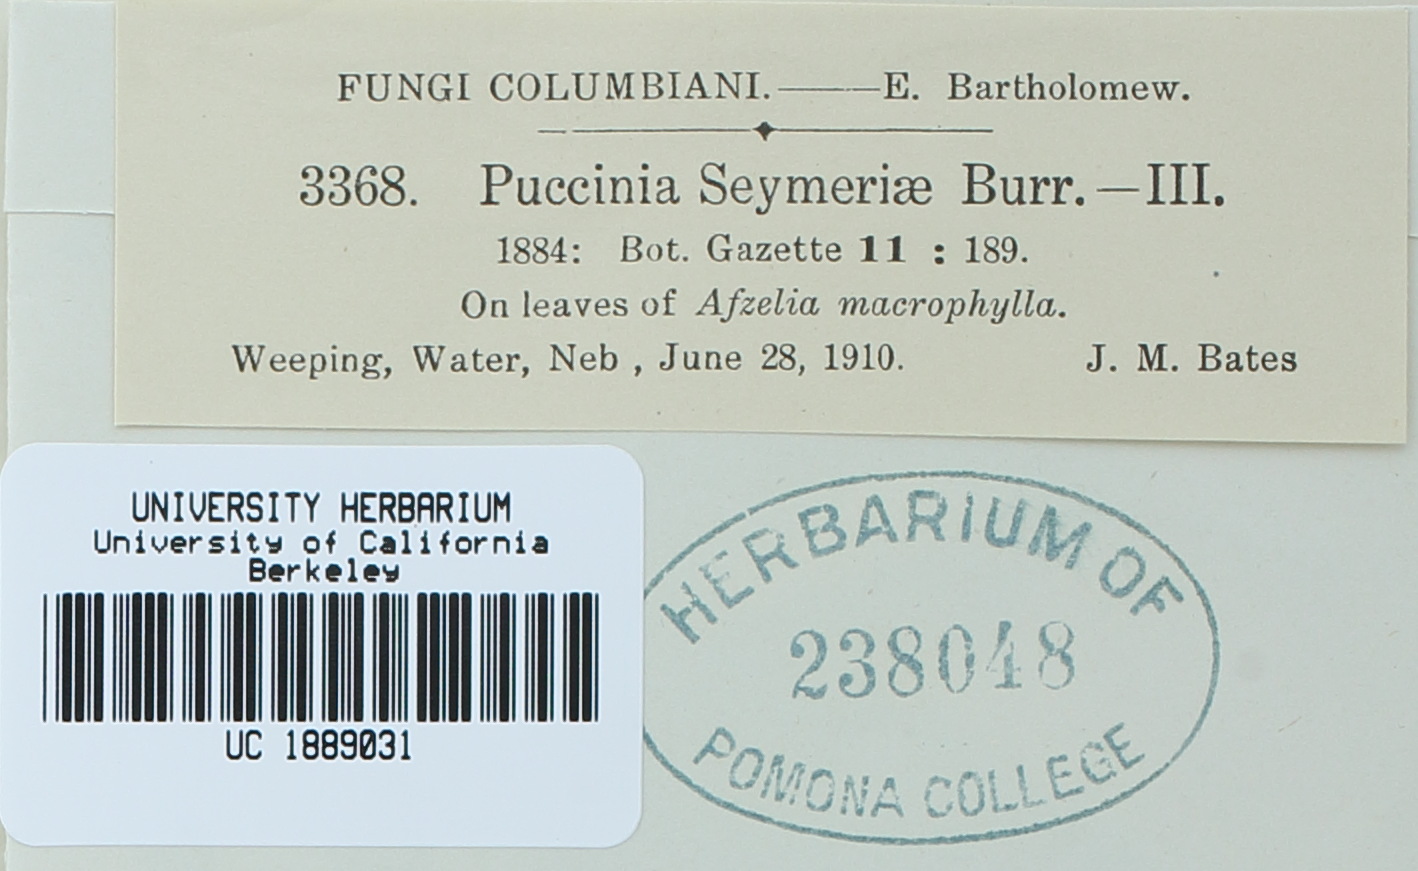 FUNGI COLUMBIANI.——E. Bartholomew.
3368. Puccinia Seymeriæ Burr.—III.
1884: Bot. Gazette 11 : 189.
On leaves of Afzelia macrophylla.
Weeping, Water, Neb , June 28, 1910. J. M. Bates
UNIVERSITY HERBARIUM
University of California
Berkeley
UC 1889031
HERBARIUM OF
238048
POMONA COLLEGE